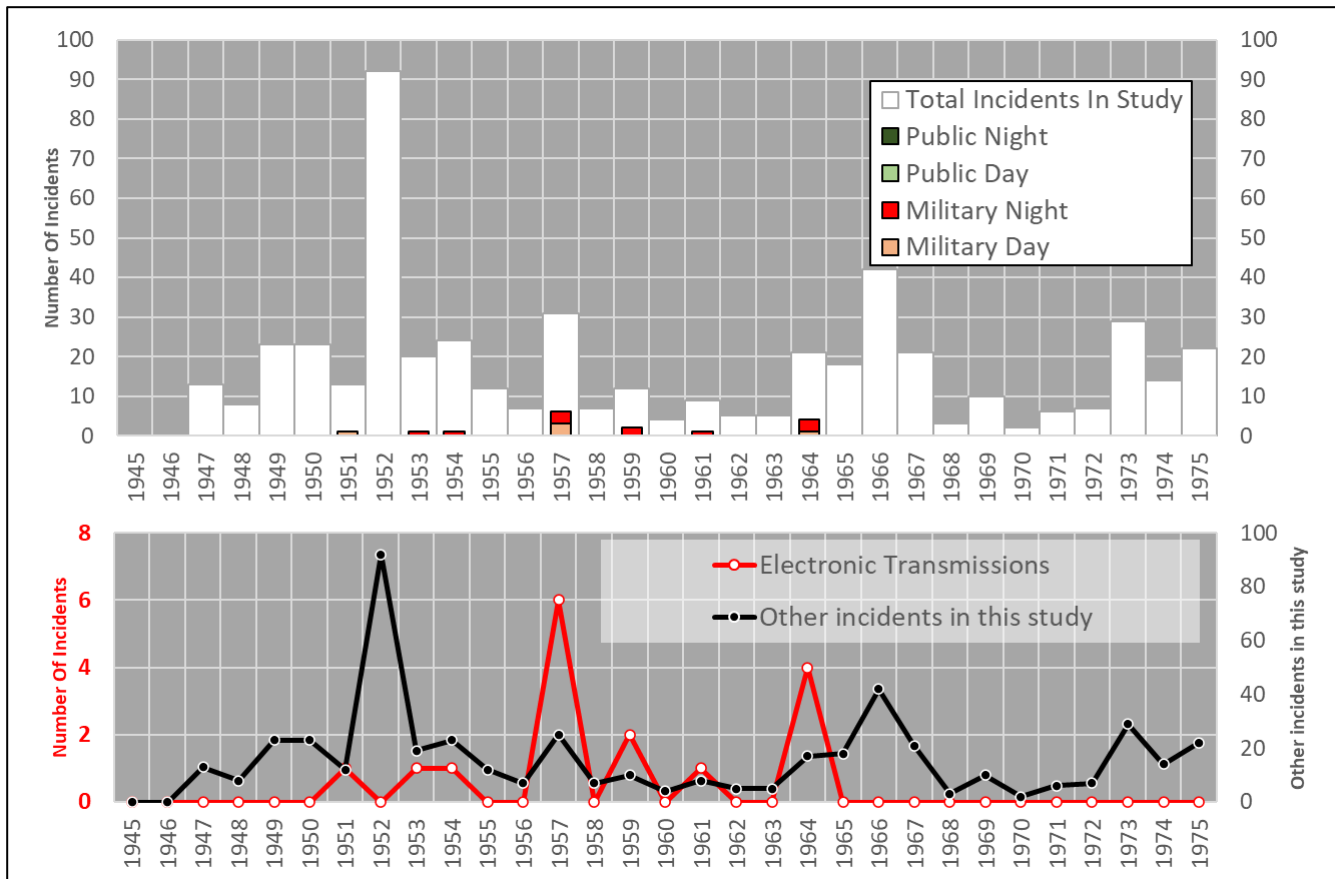 100
90
80
70
60
50
40
30
20
10
0
Number Of Incidents
Total Incidents In Study
Public Night
Public Day
Military Night
Military Day
100
90
80
70
60
50
40
30
20
10
0
1945 1946 1947 1948 1949 1950 1951 1952 1953 1954 1955 1956 1957 1958 1959 1960 1961 1962 1963 1964 1965 1966 1967 1968 1969 1970 1971 1972 1973 1974 1975
8
6
4
2
0
Number Of Incidents
Electronic Transmissions
Other incidents in this study
100
80
60
40
20
0
Other incidents in this study
1945 1946 1947 1948 1949 1950 1951 1952 1953 1954 1955 1956 1957 1958 1959 1960 1961 1962 1963 1964 1965 1966 1967 1968 1969 1970 1971 1972 1973 1974 1975